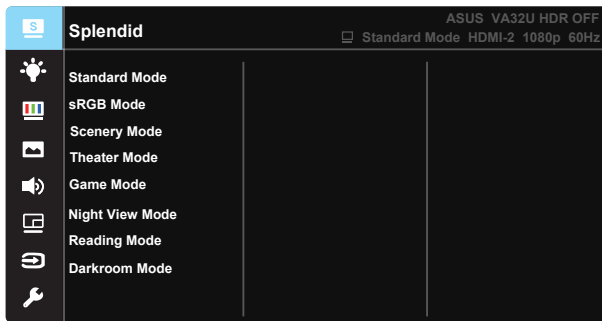 S
Splendid
ASUS VA32U HDR OFF
Standard Mode HDMI-2 1080p 60Hz
Standard Mode
sRGB Mode
Scenery Mode
Theater Mode
Game Mode
Night View Mode
Reading Mode
Darkroom Mode